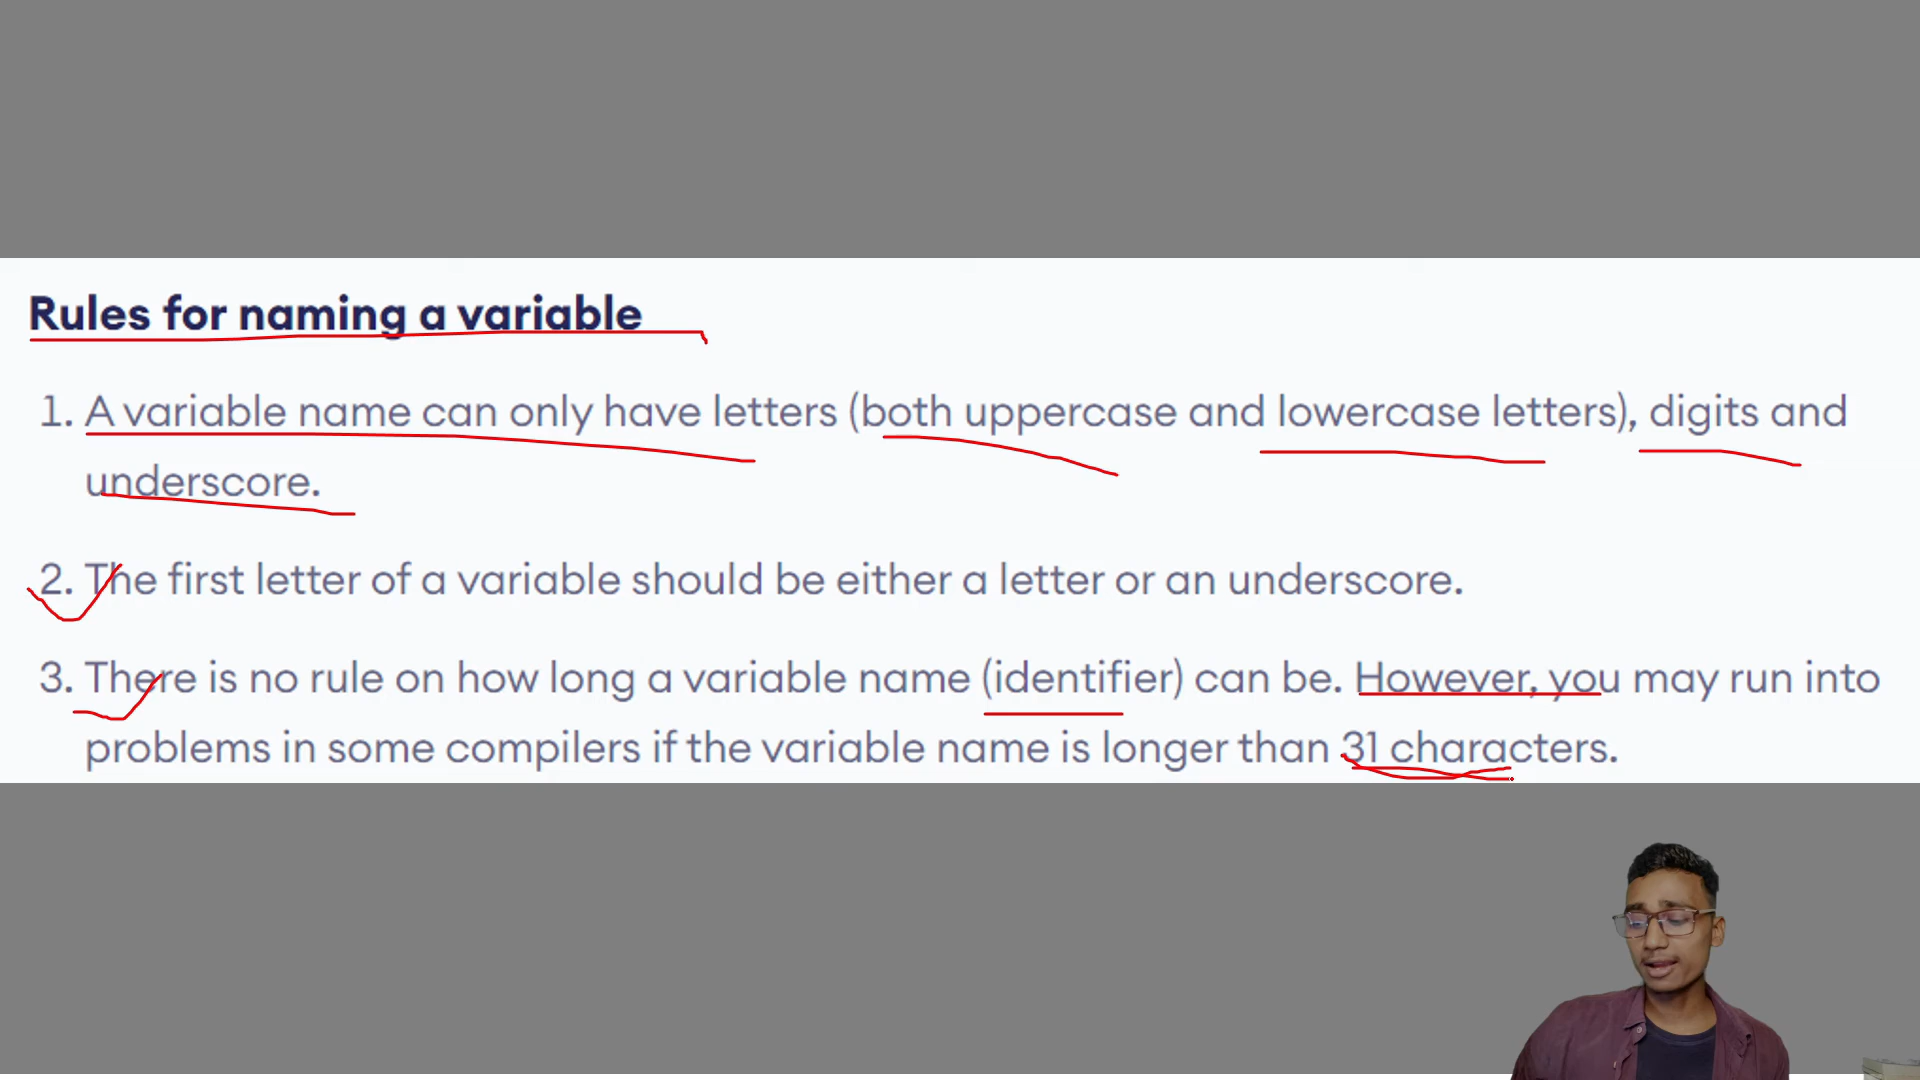 Rules for naming a variable
1. A variable name can only have letters (both uppercase and lowercase letters), digits and
underscore.
2. The first letter of a variable should be either a letter or an underscore.
3. There is no rule on how long a variable name (identifier) can be. However, you may run into
problems in some compilers if the variable name is longer than 31 characters.